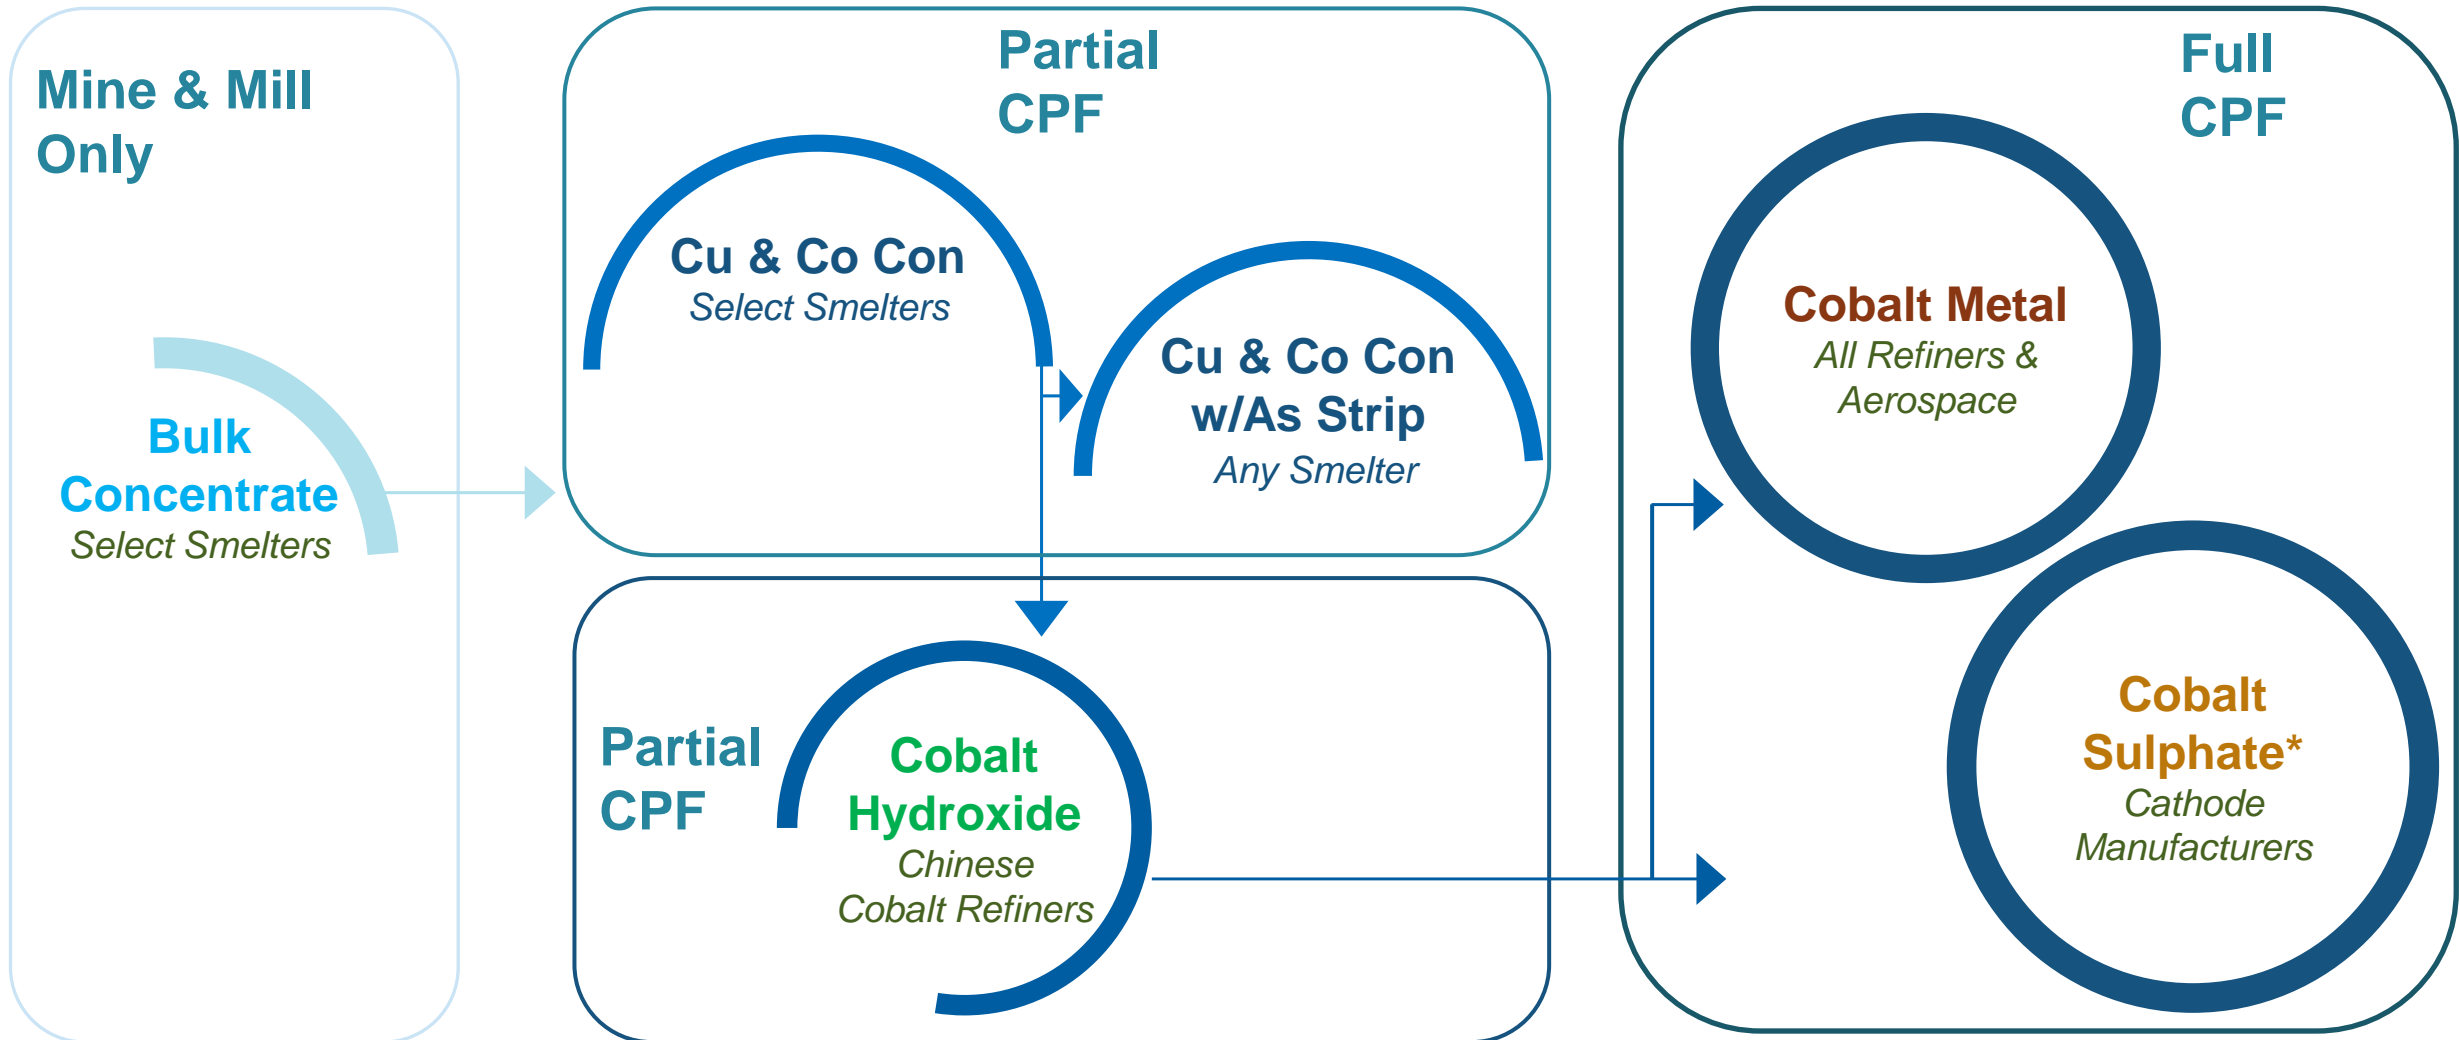 Mine & Mill
Only
Bulk
Concentrate
Select Smelters
Partial
CPF
Cu & Co Con
Select Smelters
Cu & Co Con
w/As Strip
Any Smelter
Partial
CPF
Cobalt
Hydroxide
Chinese
Cobalt Refiners
Full
CPF
Cobalt Metal
All Refiners &
Aerospace
Cobalt
Sulphate*
Cathode
Manufacturers